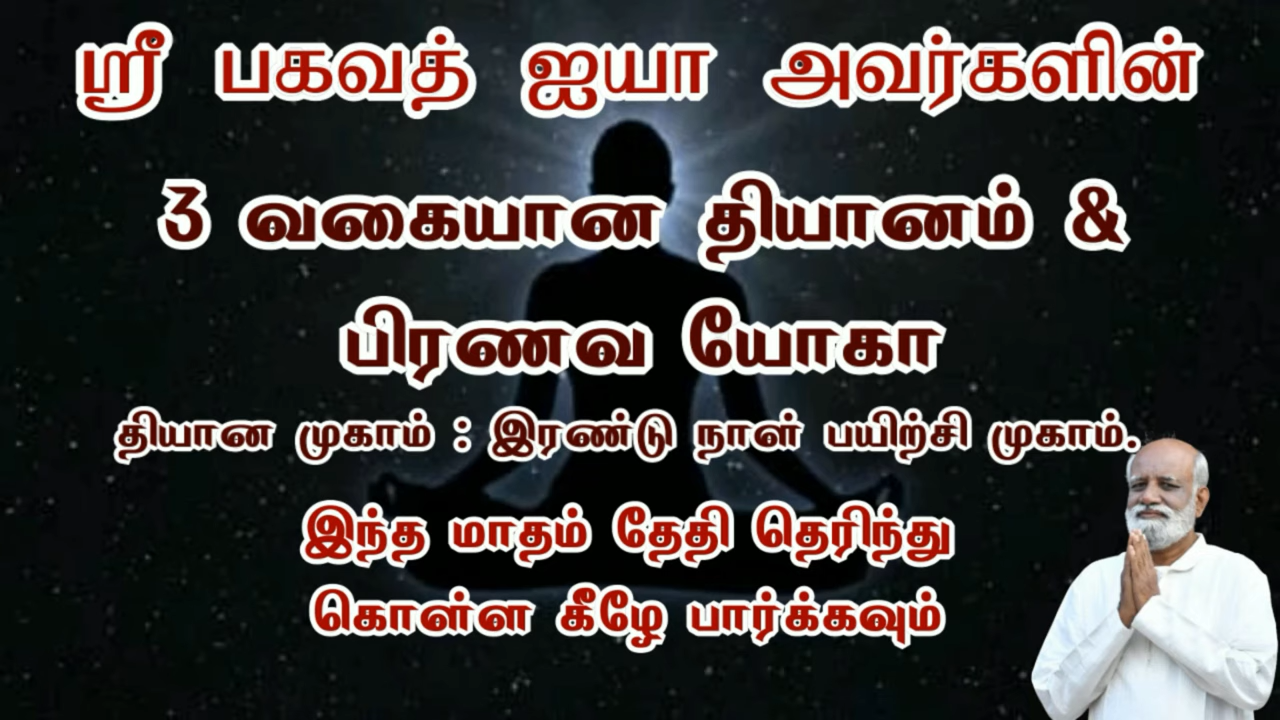 ஸ்ரீ பகவத் ஐயா அவர்களின்
3 வகையான தியானம் &
பிரணவ யோகா
தியான முகாம் : இரண்டு நாள் பயிற்சி முகாம்.
இந்த மாதம் தேதி தெரிந்து
கொள்ள கீழே பார்க்கவும்